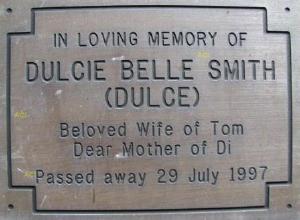 IN LOVING MEMORY OF
DULCIE BELLE SMITH
(DULCE)
Beloved Wife of Tom
Dear Mother of Di
Passed away 29 July 1997